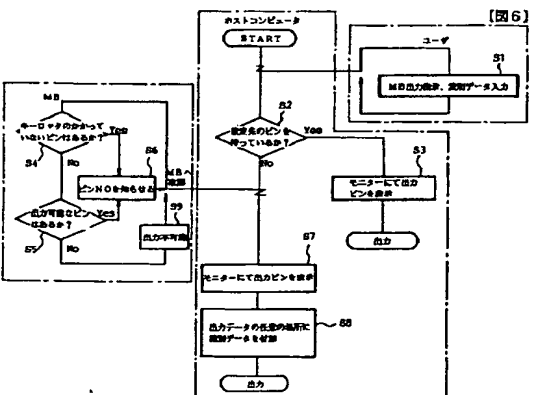 【図6】
ホストコンピュータ
START
ユーザ
S1
MB出力指示、識別データ入力
S2
のピンを
持っているか?
Yes
No
S3
モニターにて出力
ピンを表示
出力
MB
キーロックのかかって
いないピンはあるか?
Yes
S4
No
S6
ピンNOを知らせる
MBへ
出力可能なピン
はあるか?
Yes
S5
No
S9
出力不可能
S7
モニターにて出力ピンを表示
出力データの任意の場所に
識別データを付加
S8
出力